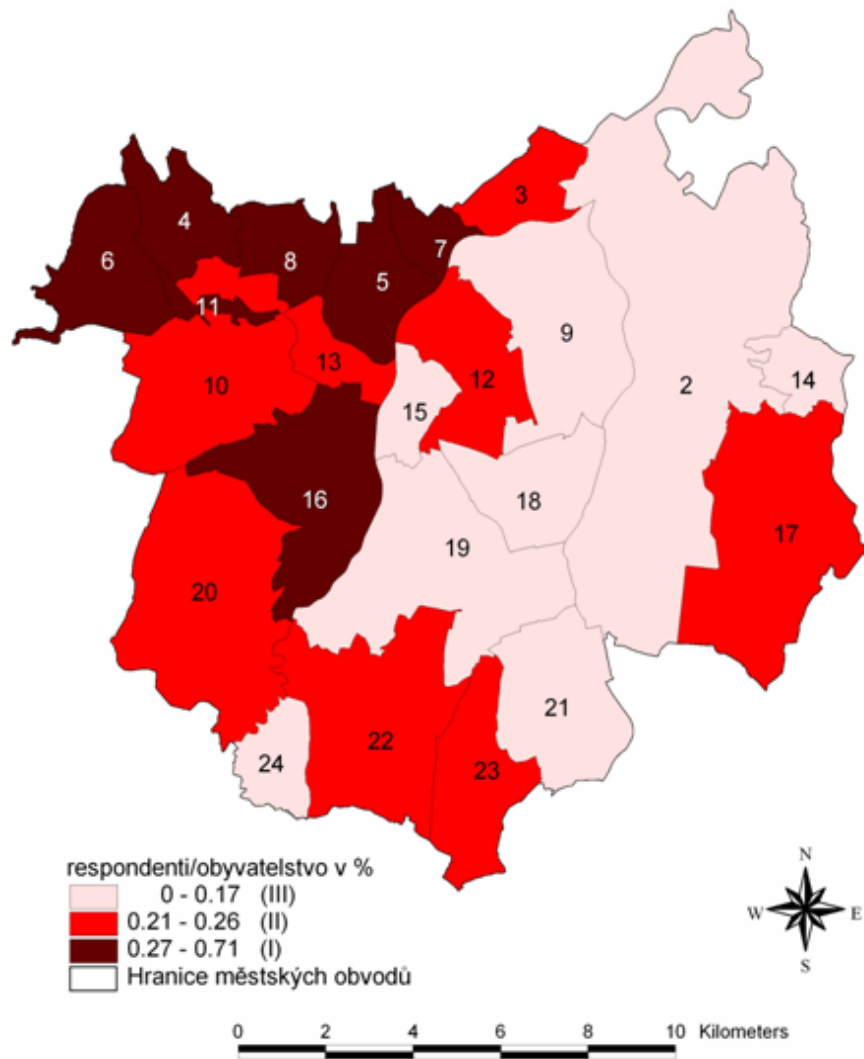 3
4
7
8
6
5
11
9
13
10
12
2
14
15
16
18
17
19
20
21
22
24
23
respondenti/obyvatelstvo v %
0 - 0.17 (III)
0.21 - 0.26 (II)
0.27 - 0.71 (I)
Hranice městských obvodů
N
W E
S
0 2 4 6 8 10 Kilometers